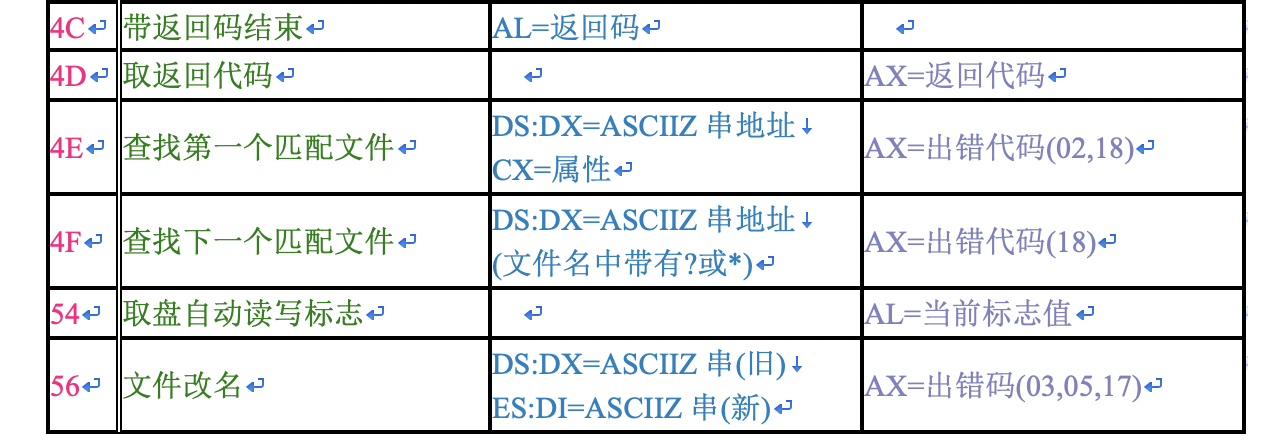 4C 带返回码结束 AL=返回码
4D 取返回代码 AX=返回代码
4E 查找第一个匹配文件 DS:DX=ASCIIZ 串地址
CX=属性 AX=出错代码(02,18)
4F 查找下一个匹配文件 DS:DX=ASCIIZ 串地址
(文件名中带有?或*) AX=出错代码(18)
54 取盘自动读写标志 AL=当前标志值
56 文件改名 DS:DX=ASCIIZ 串(旧)
ES:DI=ASCIIZ 串(新) AX=出错码(03,05,17)